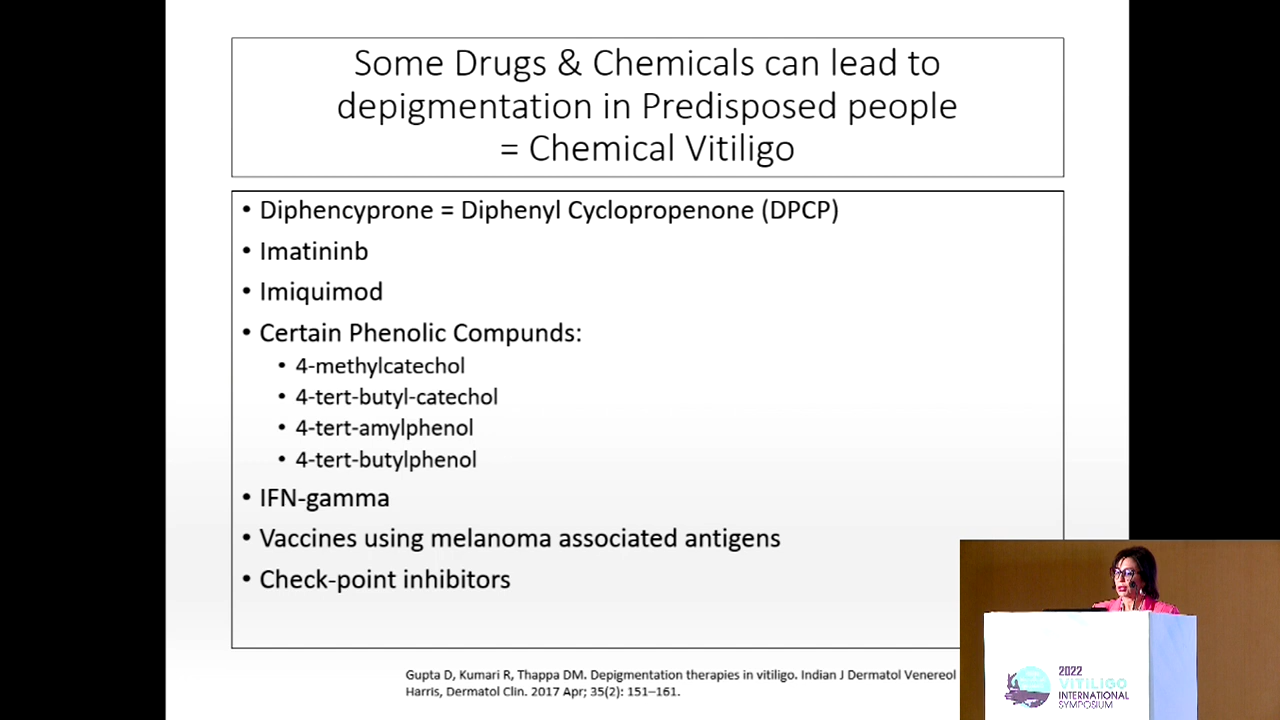 Some Drugs & Chemicals can lead to
depigmentation in Predisposed people
= Chemical Vitiligo
• Diphencyprone = Diphenyl Cyclopropenone (DPCP)
• Imatininb
• Imiquimod
• Certain Phenolic Compunds:
• 4-methylcatechol
• 4-tert-butyl-catechol
• 4-tert-amylphenol
• 4-tert-butylphenol
• IFN-gamma
• Vaccines using melanoma associated antigens
• Check-point inhibitors
Gupta D, Kumari R, Thappa DM. Depigmentation therapies in vitiligo. Indian J Dermatol Venereol
Harris, Dermatol Clin. 2017 Apr; 35(2): 151–161.
2022
VITILIGO
INTERNATIONAL
SYMPOSIUM